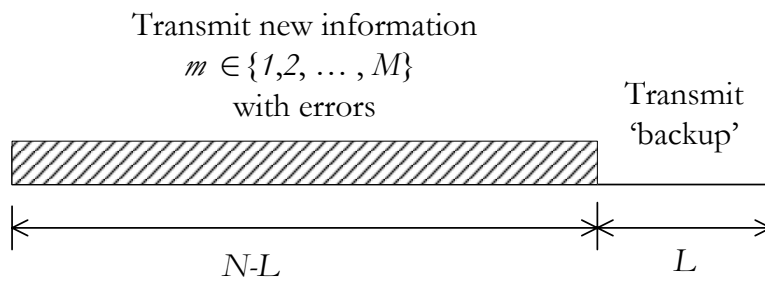 Transmit new information
m ∈ {1,2, … , M}
with errors
Transmit
‘backup’
N-L
L